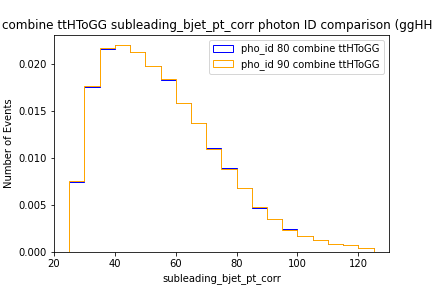 combine ttHToGG subleading_bjet_pt_corr photon ID comparison (ggHH
pho_id 80 combine ttHToGG
pho_id 90 combine ttHToGG
Number of Events
0.020
0.015
0.010
0.005
0.000
20 40 60 80 100 120
subleading_bjet_pt_corr